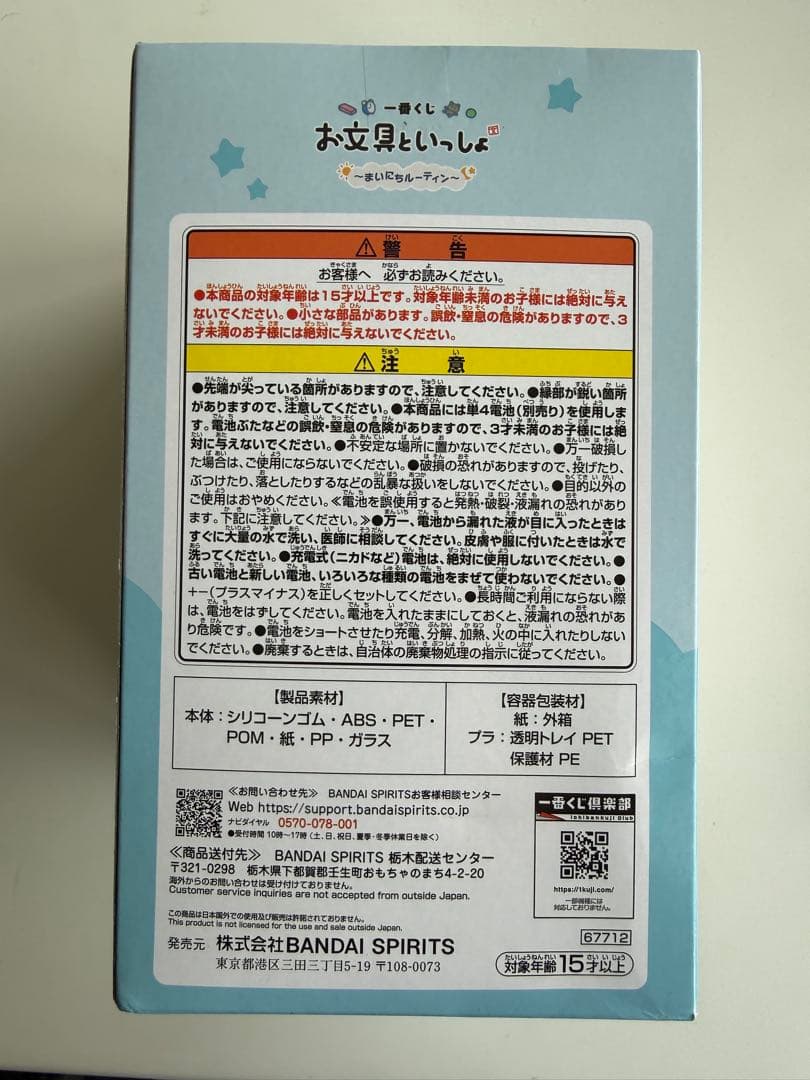 一番くじ
お文具といっしょ
~まいにちルーティン~
⚠警告
お客様へ 必ずお読みください。
●本商品の対象年齢は15才以上です。対象年齢未満のお子様には絶対に与え
ないでください。●小さな部品があります。誤飲・窒息の危険がありますので、3
才未満のお子様には絶対に与えないでください。
⚠注意
●先端が尖っている箇所がありますので、注意してください。●縁部が鋭い箇所
がありますので、注意してください。●本商品には単4電池(別売り)を使用しま
す。電池ぶたなどの誤飲・窒息の危険がありますので、3才未満のお子様には絶
対に与えないでください。●不安定な場所に置かないでください。●万一破損し
た場合は、ご使用にならないでください。●破損の恐れがありますので、投げたり、
ぶつけたり、落としたりするなどの乱暴な扱いをしないでください。●目的以外の
ご使用はおやめください。≪電池を誤使用すると発熱・破裂・液漏れの恐れがあり
ます。下記に注意してください。≫●万一、電池から漏れた液が目に入ったときは
すぐに大量の水で洗い、医師に相談してください。皮膚や服に付いたときは水で
洗ってください。●充電式(ニカドなど)電池は、絶対に使用しないでください。●
古い電池と新しい電池、いろいろな種類の電池をまぜて使わないでください。●
+-(プラスマイナス)を正しくセットしてください。●長時間ご利用にならない際
は、電池をはずしてください。電池を入れたままにしておくと、液漏れの恐れがあ
り危険です。●電池をショートさせたり充電、分解、加熱、火の中に入れたりしない
でください。●廃棄するときは、自治体の廃棄物処理の指示に従ってください。
【製品素材】
本体:シリコーンゴム・ABS・PET・
POM・紙・PP・ガラス
【容器包装材】
紙:外箱
プラ:透明トレイ PET
保護材 PE
≪お問い合わせ先≫ BANDAI SPIRITSお客様相談センター
Web https://support.bandaispirits.co.jp
ナビダイヤル 0570-078-001
●受付時間 10時~17時(土、日、祝日、夏季・冬季休業日を除く)
≪商品送付先≫ BANDAI SPIRITS 栃木配送センター
〒321-0298 栃木県下都賀郡壬生町おもちゃのまち4-2-20
海外からのお問い合わせは受け付けておりません。
Customer service inquiries are not accepted from outside Japan.
この商品は日本国外での使用及び販売は許諾されておりません。
This product is not licensed for the use and sale outside Japan.
発売元 株式会社BANDAI SPIRITS
東京都港区三田三丁目5-19 〒108-0073
一番くじ倶楽部
Ichibankuji Club
https://1kuji.com/
一部機種には
対応しておりません。
67712
対象年齢15才以上